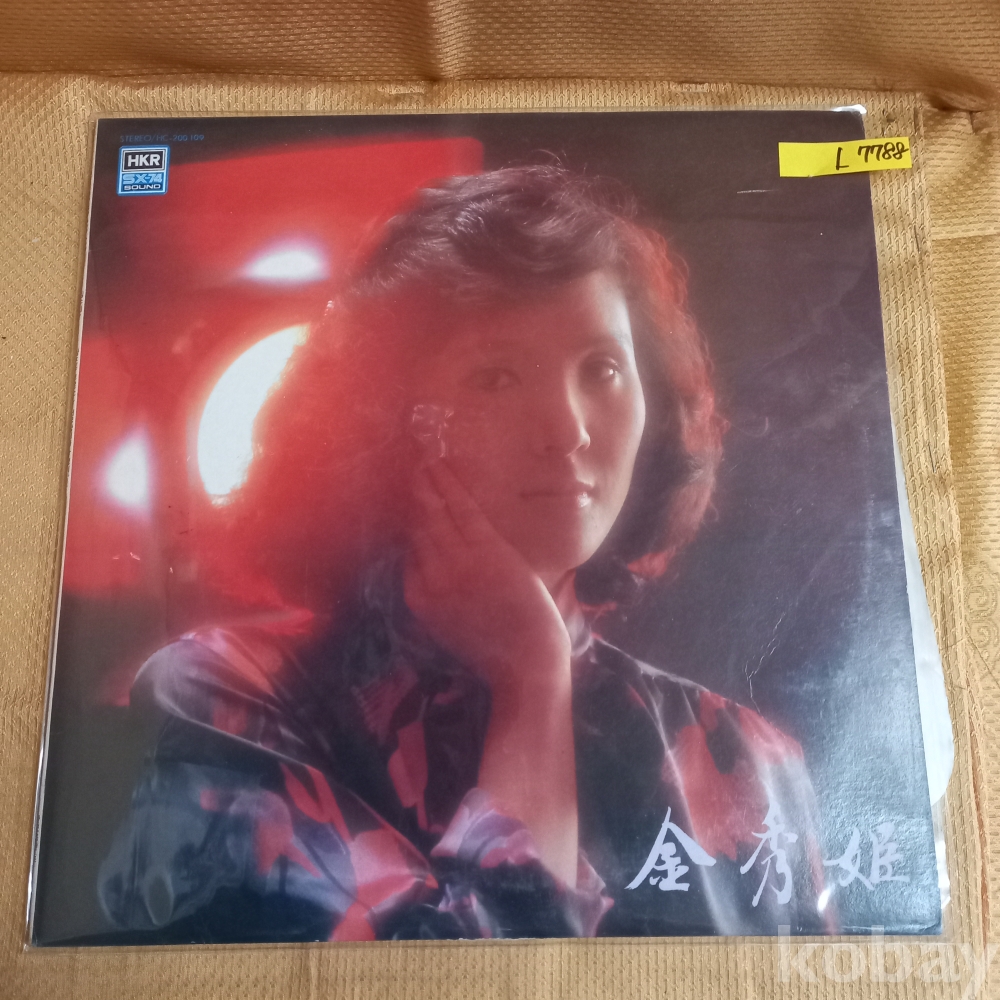 STEREO/HC-200109
HKR
SX-74
SOUND
L 7788
金秀姬
kobay